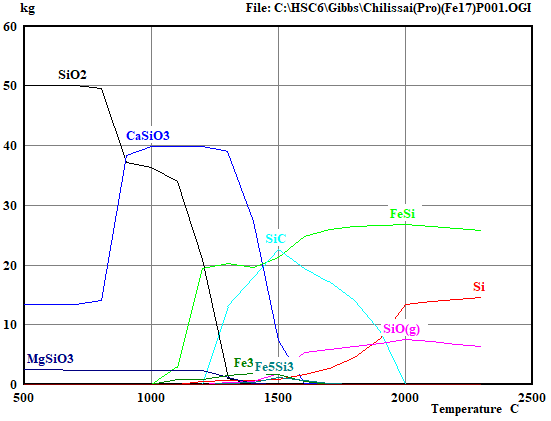 kg File: C:\HSC6\Gibbs\Chilissai(Pro)(Fe17)P001.OGI
60
SiO2
50
CaSiO3
40
30
FeSi
SiC
20
Si
10
SiO(g)
MgSiO3
Fe3
Fe5Si3
0
500 1000 1500 2000 2500
Temperature C